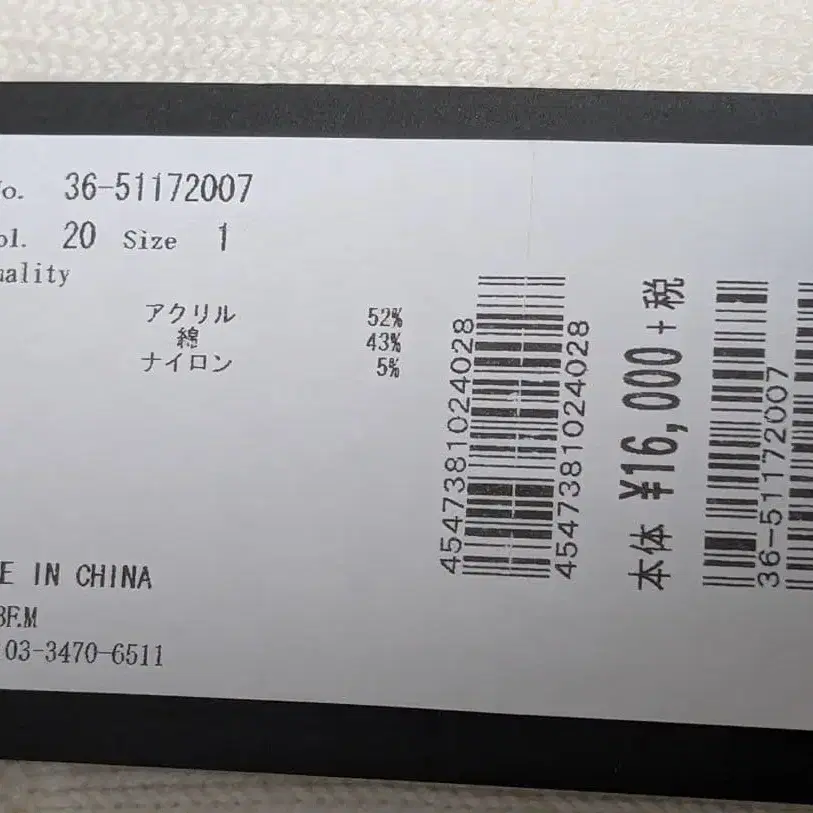 o. 36-51172007
ol. 20 Size 1
uality
アクリル 52%
綿 43%
ナイロン 5%
E IN CHINA
BF.M
03-3470-6511
4547381024028
4547381024028
本体 ¥16,000+税
36-51172007